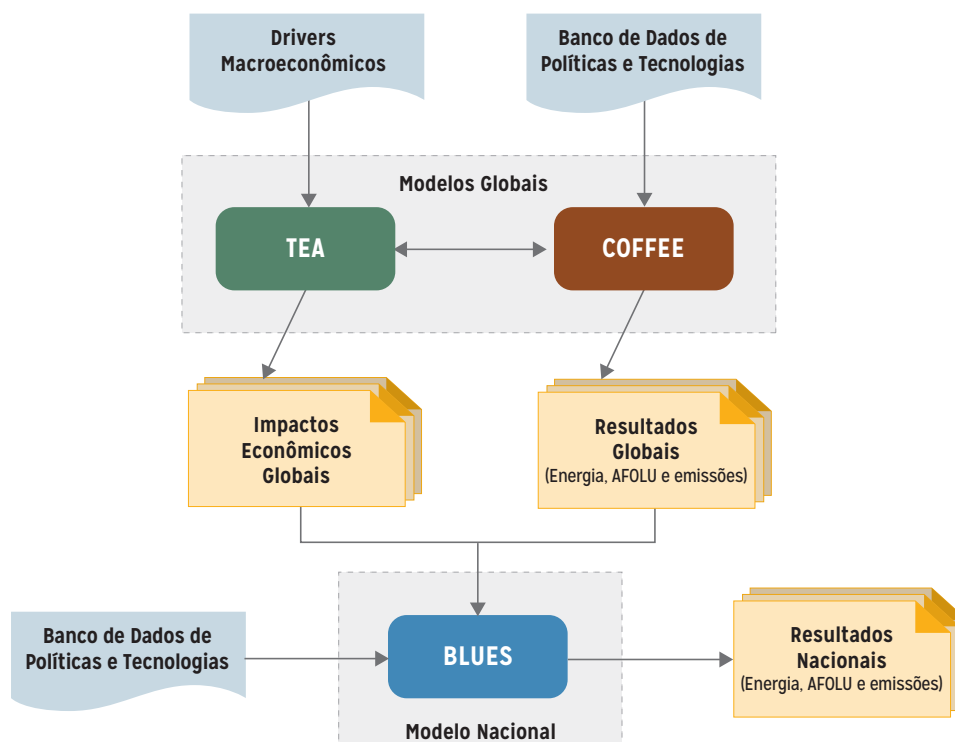 Drivers
Macroeconômicos
Banco de Dados de
Políticas e Tecnologias
Modelos Globais
TEA
COFFEE
Impactos
Econômicos
Globais
Resultados
Globais
(Energia, AFOLU e emissões)
Banco de Dados de
Políticas e Tecnologias
BLUES
Modelo Nacional
Resultados
Nacionais
(Energia, AFOLU e emissões)